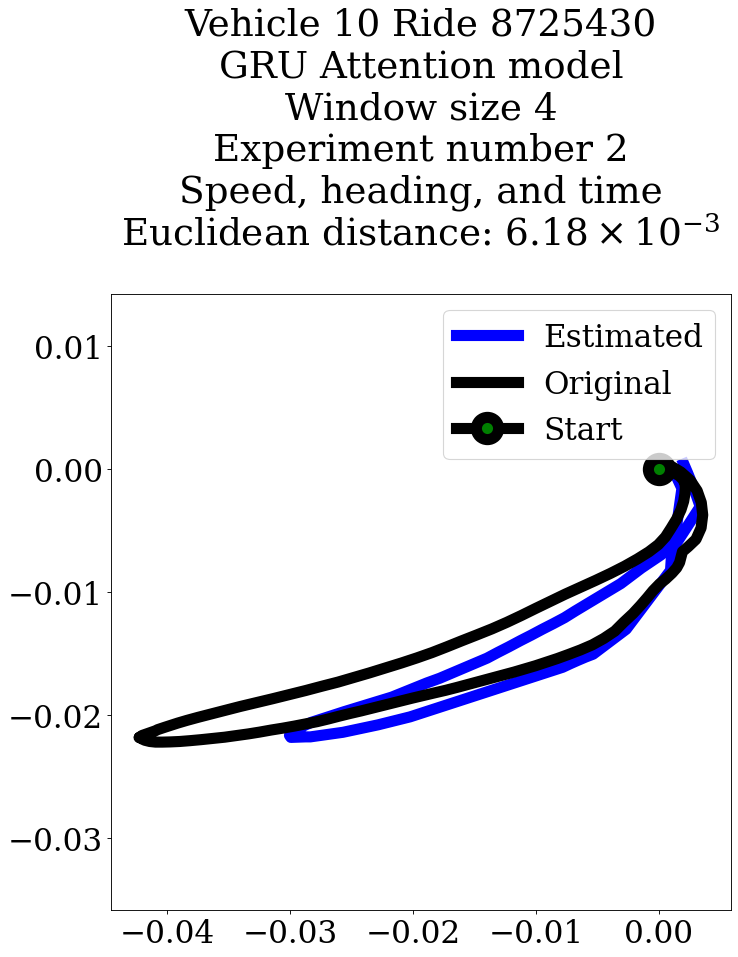 Vehicle 10 Ride 8725430
GRU Attention model
Window size 4
Experiment number 2
Speed, heading, and time
Euclidean distance: 6.18 × 10⁻³
Estimated
Original
Start
0.01
0.00
−0.01
−0.02
−0.03
−0.04 −0.03 −0.02 −0.01 0.00